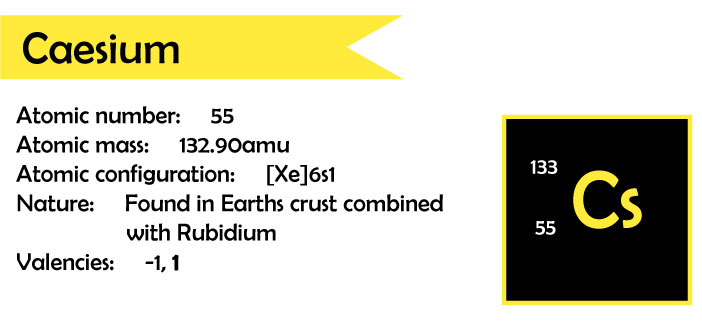 Caesium
Atomic number: 55
Atomic mass: 132.90amu
Atomic configuration: [Xe]6s1
Nature: Found in Earths crust combined
with Rubidium
Valencies: -1, 1
133
Cs
55